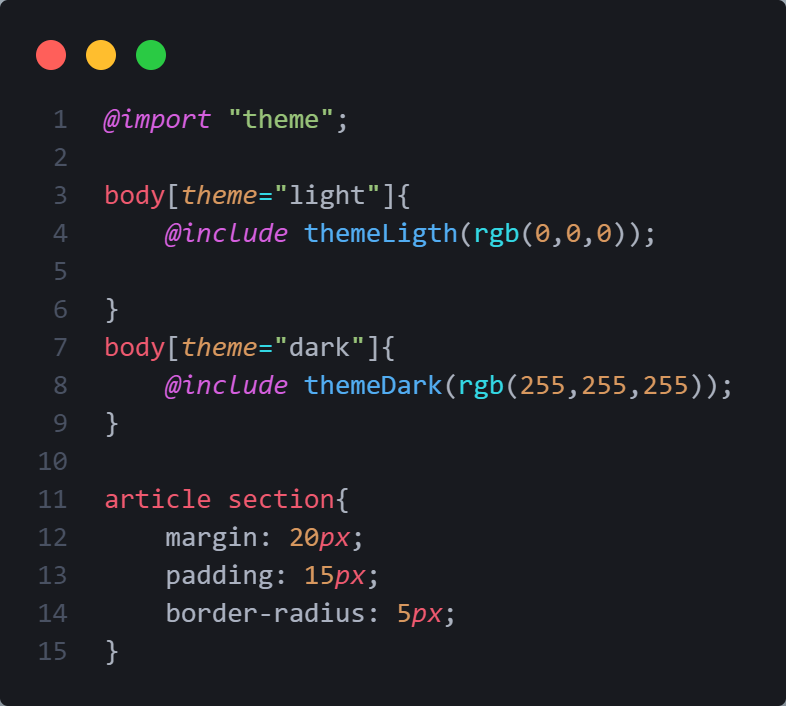 1 @import "theme";
2
3 body[theme="light"]{
4     @include themeLigth(rgb(0,0,0));
5
6 }
7 body[theme="dark"]{
8     @include themeDark(rgb(255,255,255));
9 }
10
11 article section{
12     margin: 20px;
13     padding: 15px;
14     border-radius: 5px;
15 }